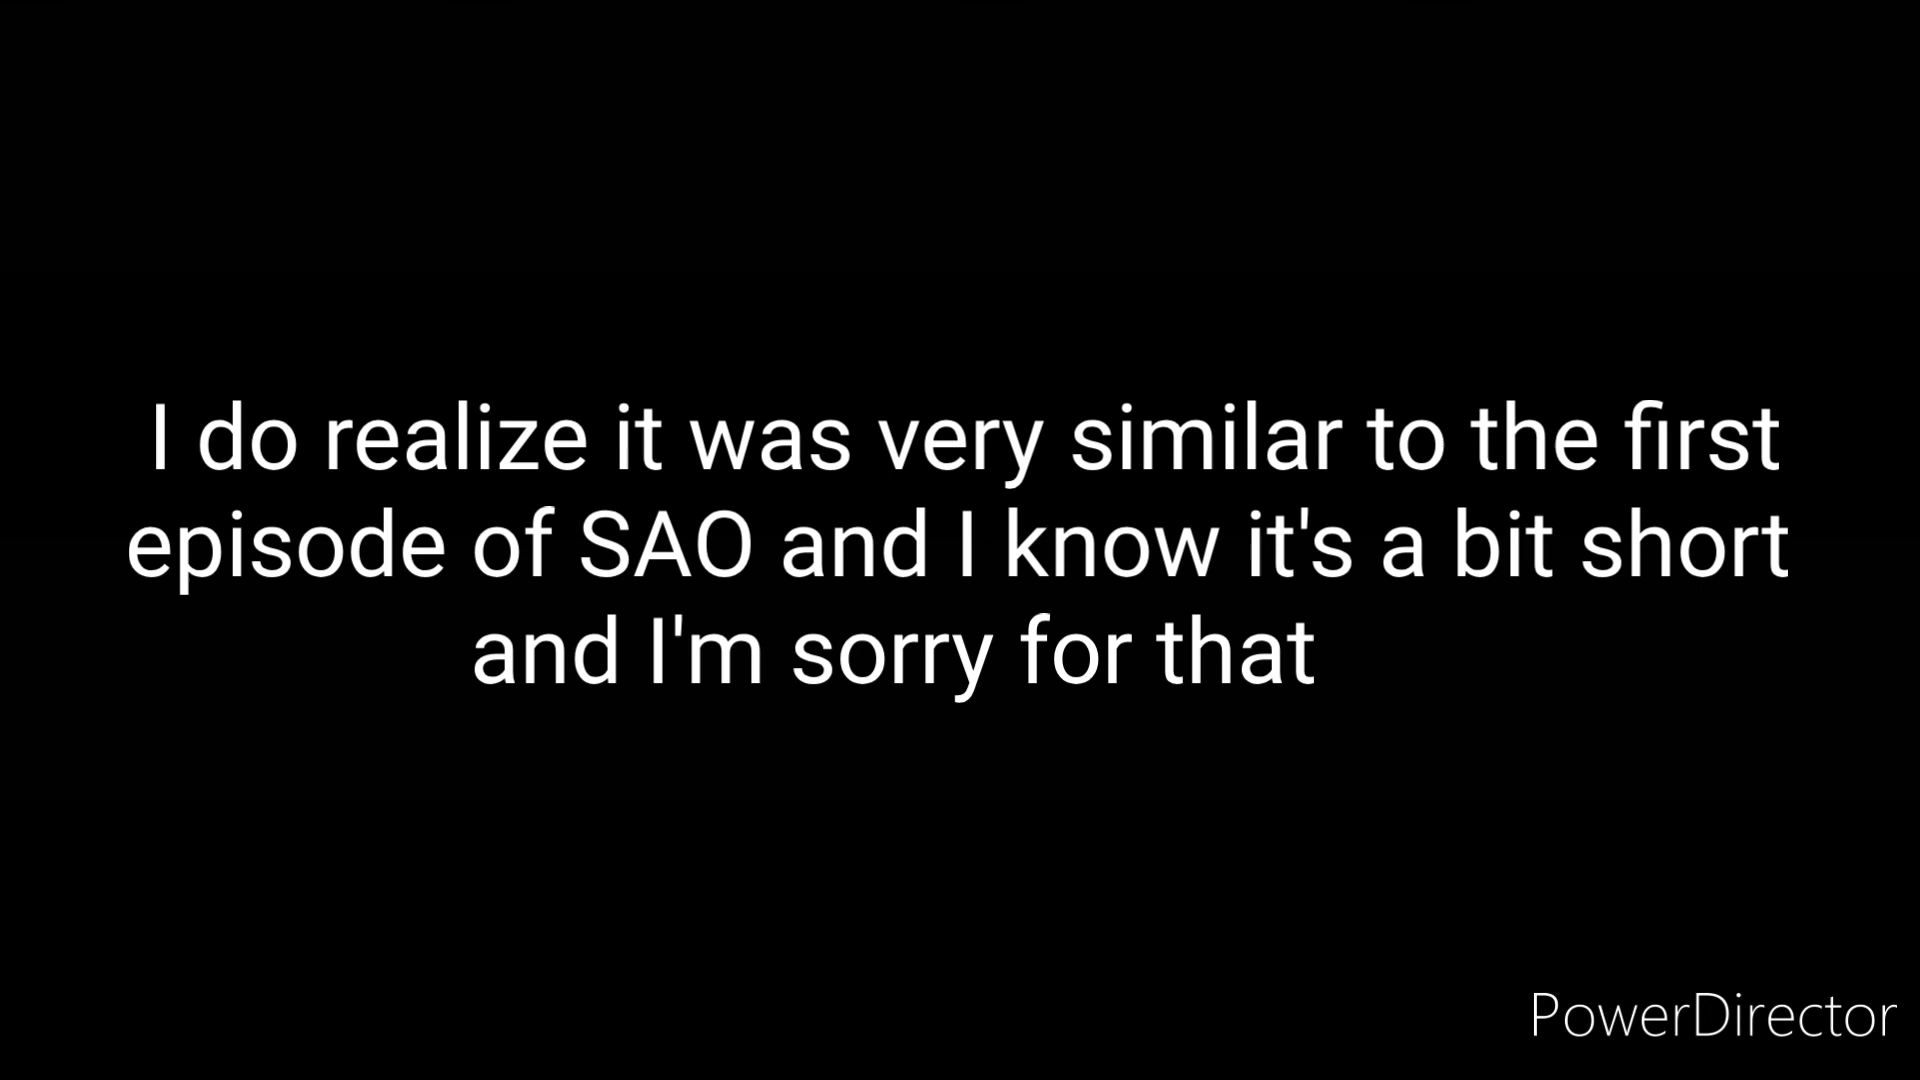 I do realize it was very similar to the first
episode of SAO and I know it's a bit short
and I'm sorry for that
PowerDirector